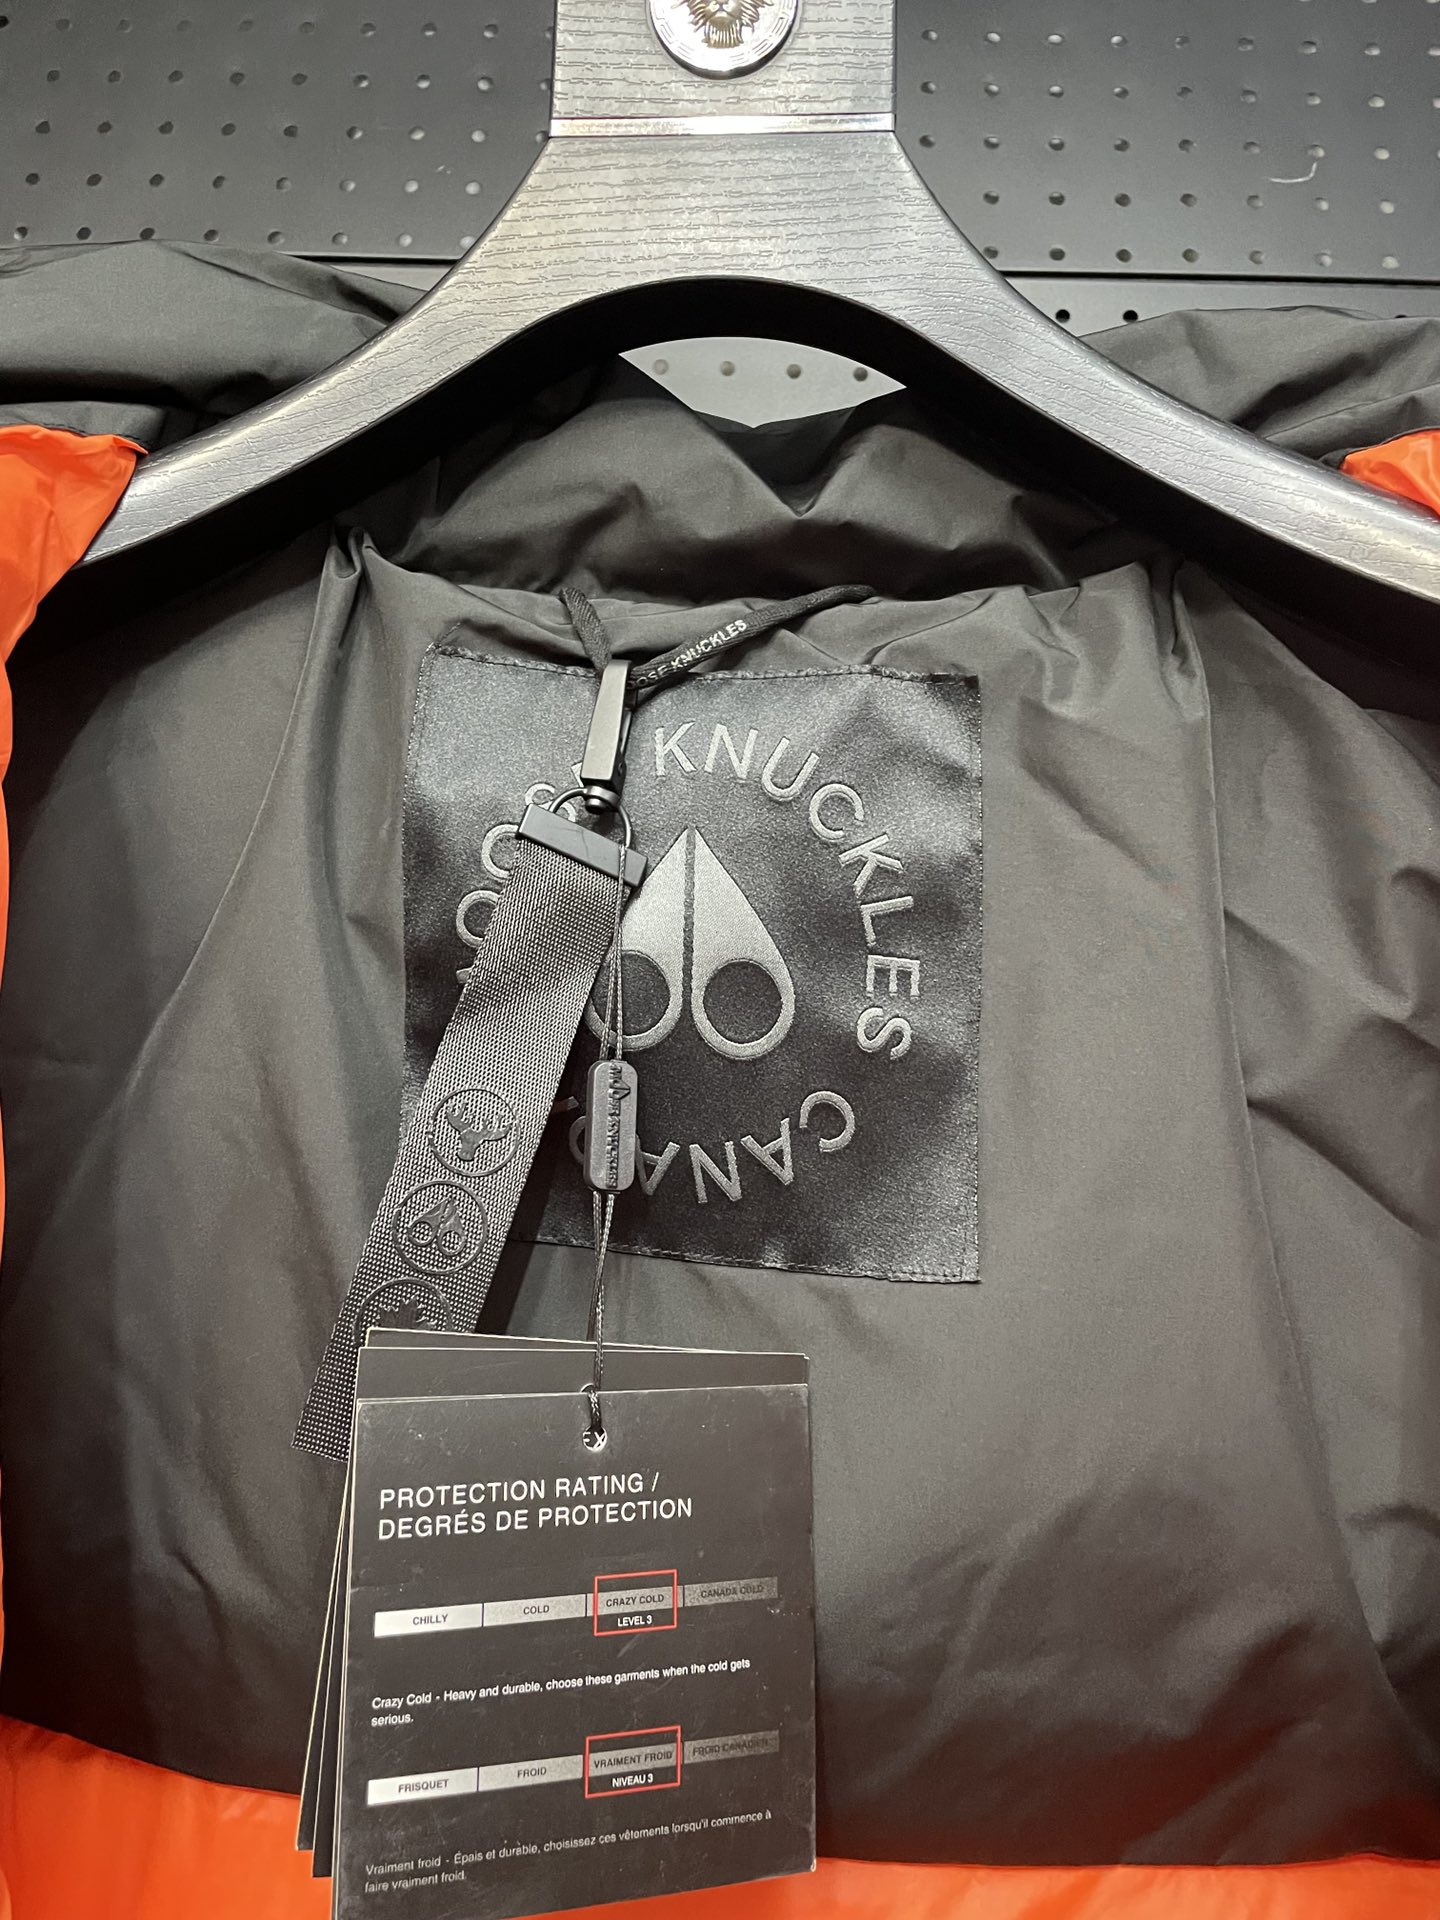 KNUCKLES
KNUCKLES
CANA
PROTECTION RATING /
DEGRÉS DE PROTECTION
CHILLY COLD CRAZY COLD CANADA COLD
LEVEL 3
Crazy Cold - Heavy and durable, choose these garments when the cold gets
serious.
FRISQUET FROID VRAIMENT FROID FROID CANADIEN
NIVEAU 3
Vraiment froid - Épais et durable, choisissez ces vêtements lorsqu'il commence à
faire vraiment froid.